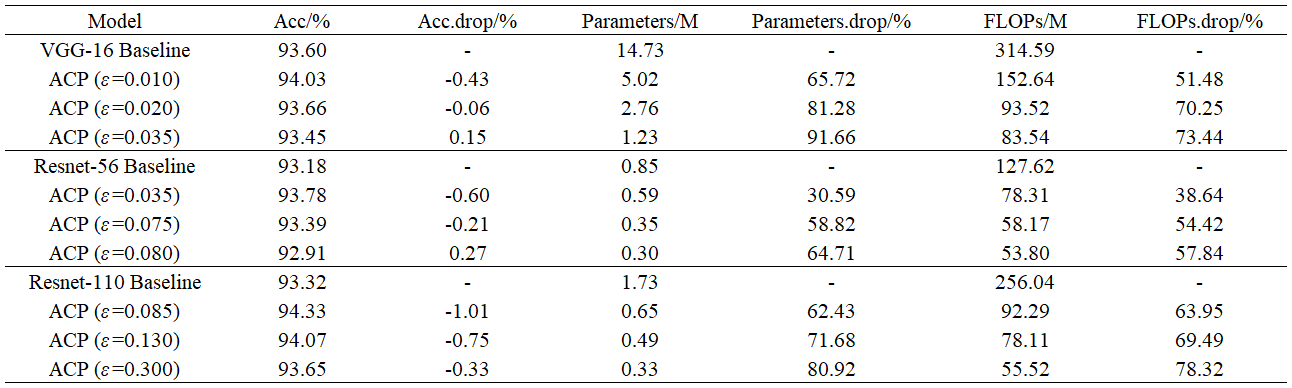 Model Acc/% Acc.drop/% Parameters/M Parameters.drop/% FLOPs/M FLOPs.drop/%
VGG-16 Baseline 93.60 - 14.73 - 314.59 -
ACP (ε=0.010) 94.03 -0.43 5.02 65.72 152.64 51.48
ACP (ε=0.020) 93.66 -0.06 2.76 81.28 93.52 70.25
ACP (ε=0.035) 93.45 0.15 1.23 91.66 83.54 73.44
Resnet-56 Baseline 93.18 - 0.85 - 127.62 -
ACP (ε=0.035) 93.78 -0.60 0.59 30.59 78.31 38.64
ACP (ε=0.075) 93.39 -0.21 0.35 58.82 58.17 54.42
ACP (ε=0.080) 92.91 0.27 0.30 64.71 53.80 57.84
Resnet-110 Baseline 93.32 - 1.73 - 256.04 -
ACP (ε=0.085) 94.33 -1.01 0.65 62.43 92.29 63.95
ACP (ε=0.130) 94.07 -0.75 0.49 71.68 78.11 69.49
ACP (ε=0.300) 93.65 -0.33 0.33 80.92 55.52 78.32